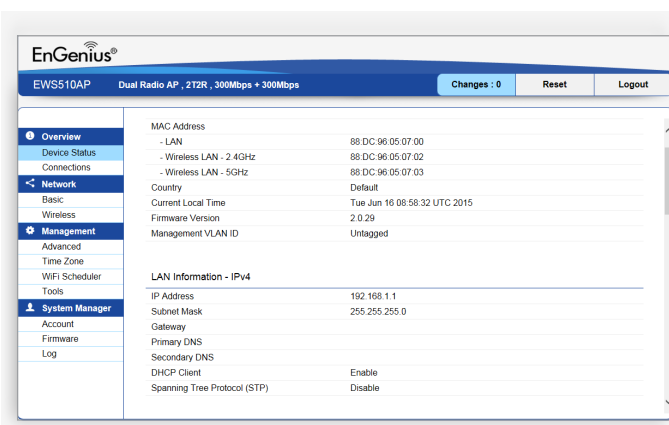 EnGenius®
EWS510AP Dual Radio AP , 2T2R , 300Mbps + 300Mbps Changes : 0 Reset Logout
Overview
Device Status
Connections
Network
Basic
Wireless
Management
Advanced
Time Zone
WiFi Scheduler
Tools
System Manager
Account
Firmware
Log
MAC Address
- LAN 88:DC:96:05:07:00
- Wireless LAN - 2.4GHz 88:DC:96:05:07:02
- Wireless LAN - 5GHz 88:DC:96:05:07:03
Country Default
Current Local Time Tue Jun 16 08:58:32 UTC 2015
Firmware Version 2.0.29
Management VLAN ID Untagged
LAN Information - IPv4
IP Address 192.168.1.1
Subnet Mask 255.255.255.0
Gateway
Primary DNS
Secondary DNS
DHCP Client Enable
Spanning Tree Protocol (STP) Disable